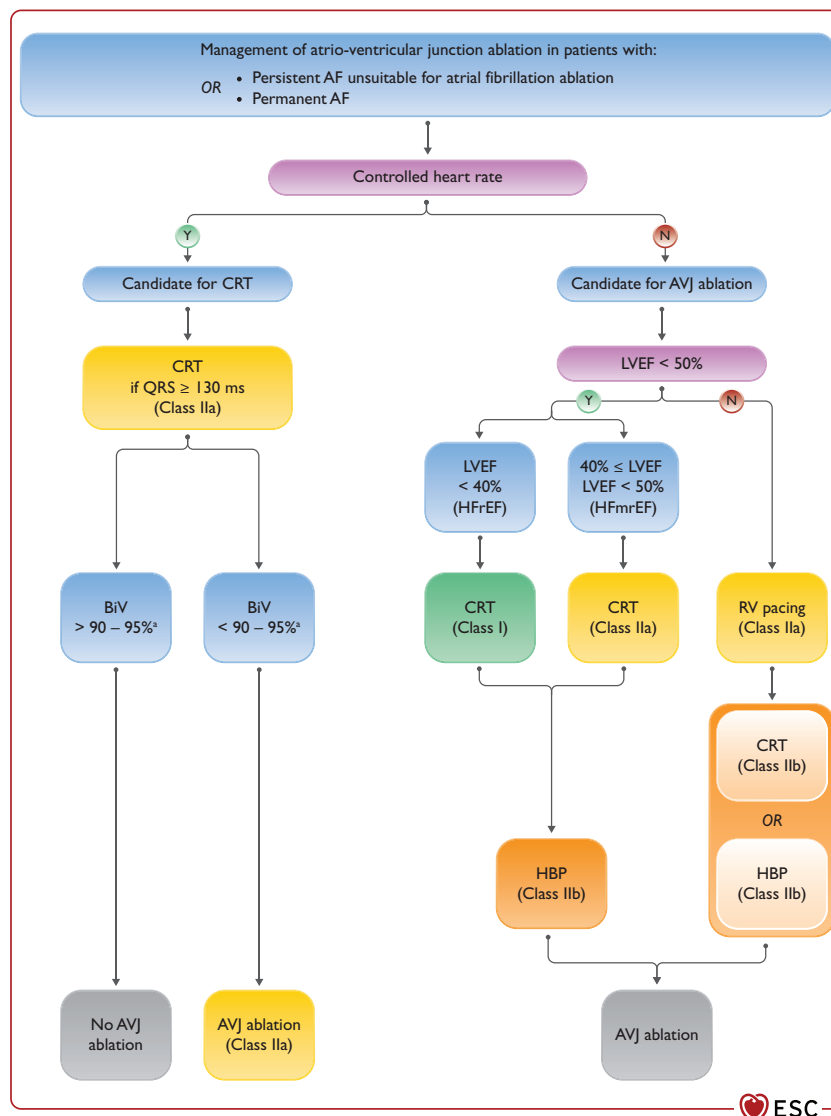 Management of atrio-ventricular junction ablation in patients with:
OR
• Persistent AF unsuitable for atrial fibrillation ablation
• Permanent AF
Controlled heart rate
Y
N
Candidate for CRT
Candidate for AVJ ablation
CRT
if QRS ≥ 130 ms
(Class IIa)
LVEF < 50%
Y
N
LVEF
< 40%
(HFrEF)
40% ≤ LVEF
LVEF < 50%
(HFmrEF)
BiV
> 90 – 95%ᵃ
BiV
< 90 – 95%ᵃ
CRT
(Class I)
CRT
(Class IIa)
RV pacing
(Class IIa)
CRT
(Class IIb)
OR
HBP
(Class IIb)
HBP
(Class IIb)
No AVJ
ablation
AVJ ablation
(Class IIa)
AVJ ablation
ESC